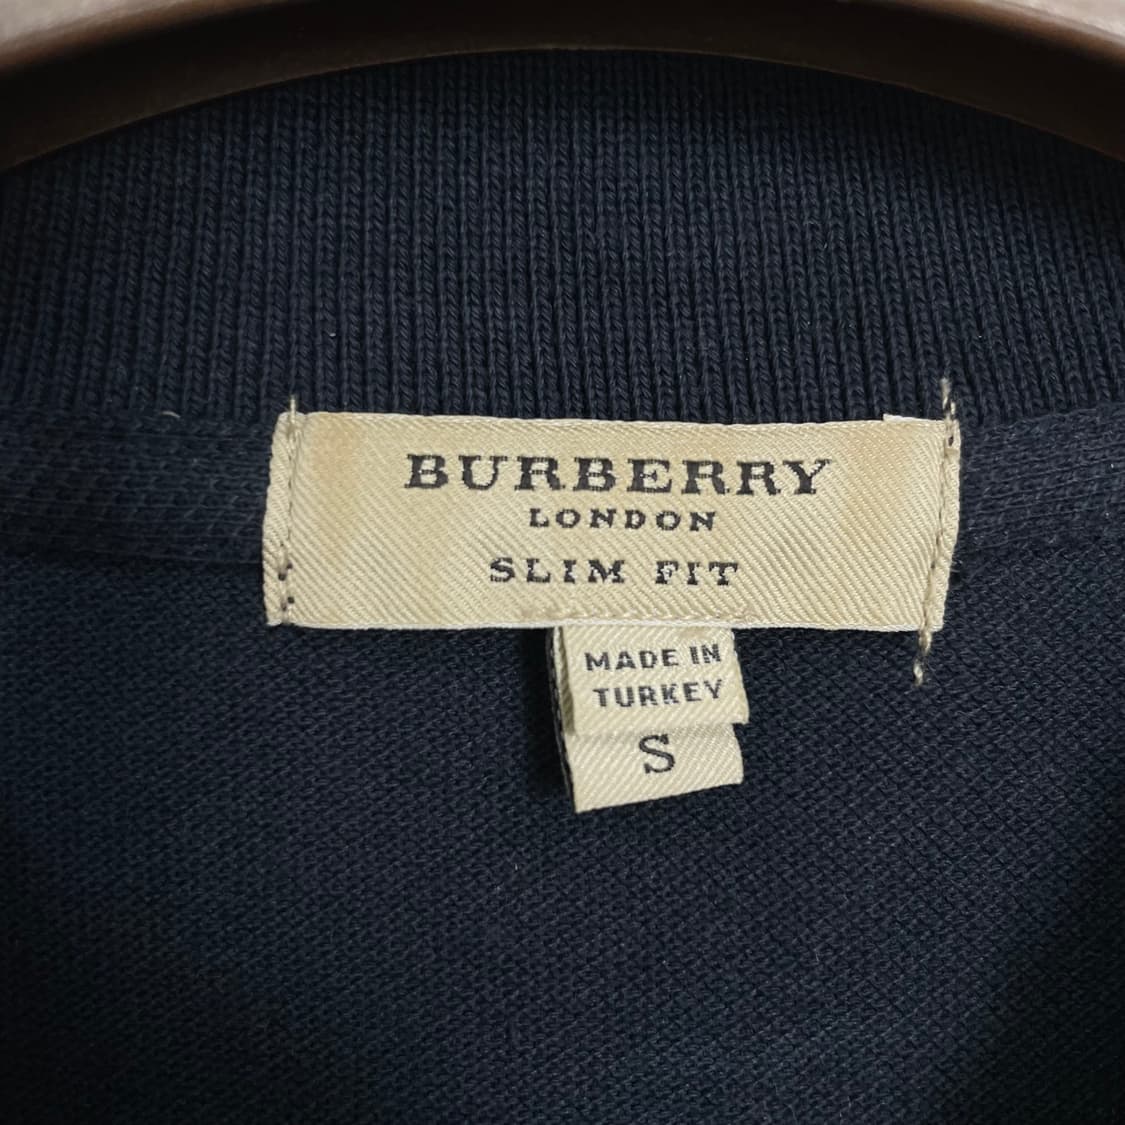 BURBERRY
LONDON
SLIM FIT
MADE IN
TURKEY
S